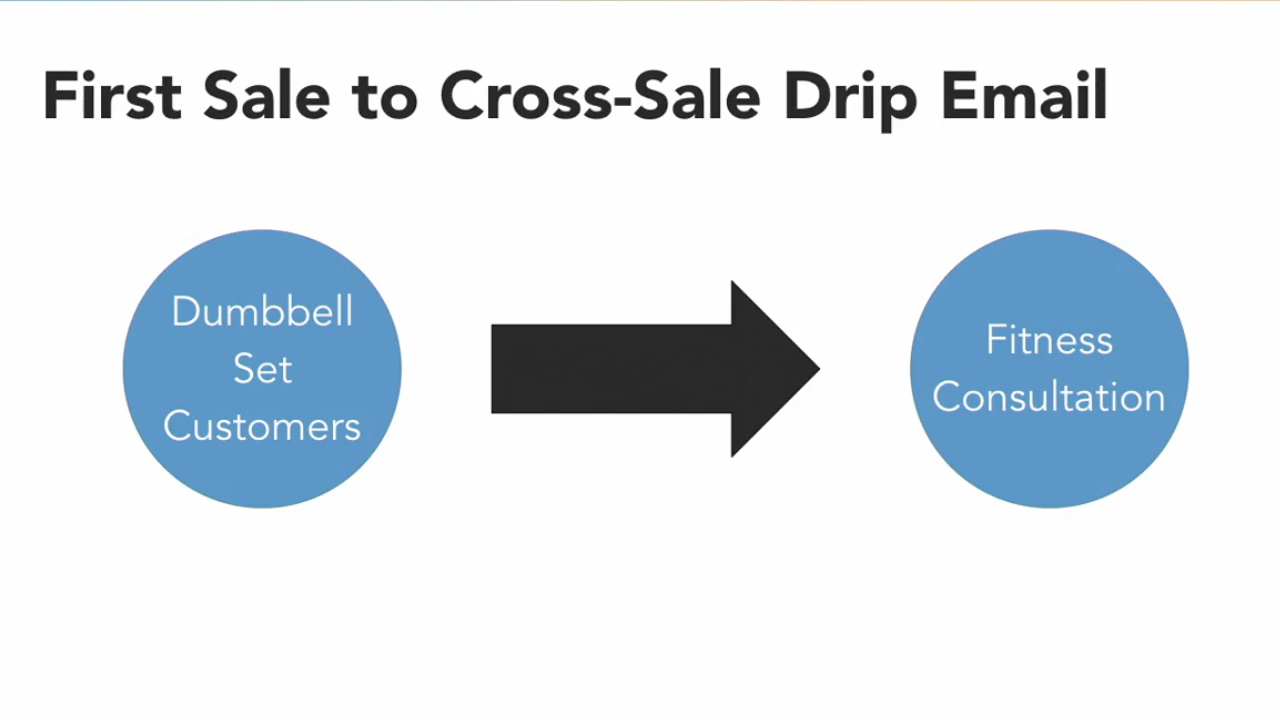 First Sale to Cross-Sale Drip Email
Dumbbell
Set
Customers
Fitness
Consultation